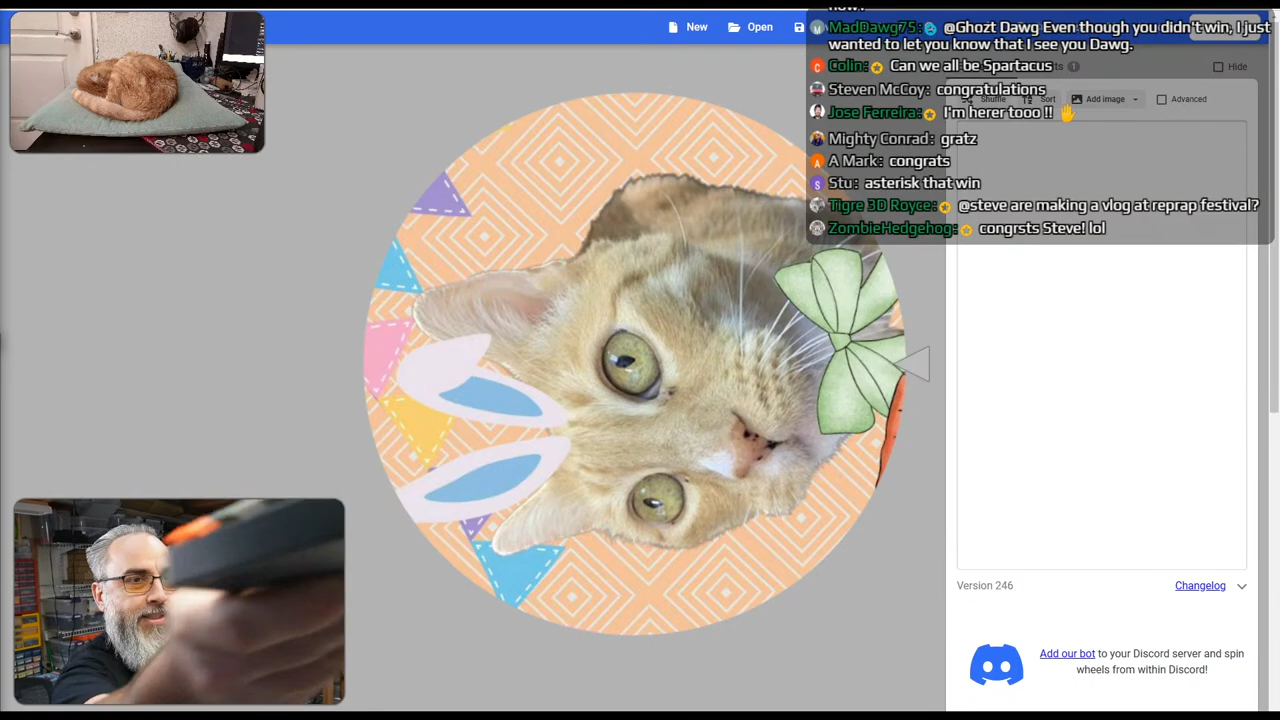 New
Open
now?
MadDawg75: @Ghozt Dawg Even though you didn't win, I just
wanted to let you know that I see you Dawg.
Colin: Can we all be Spartacus
Steven McCoy: congratulations
Jose Ferreira: I'm herer tooo !!
Mighty Conrad: gratz
A Mark: congrats
Stu: asterisk that win
Tigre 3D Royce: @steve are making a vlog at reprap festival?
ZombieHedgehog: congrsts Steve! lol
1
Hide
Shuffle
Sort
Add image
Advanced
Version 246
Changelog
Add our bot to your Discord server and spin
wheels from within Discord!